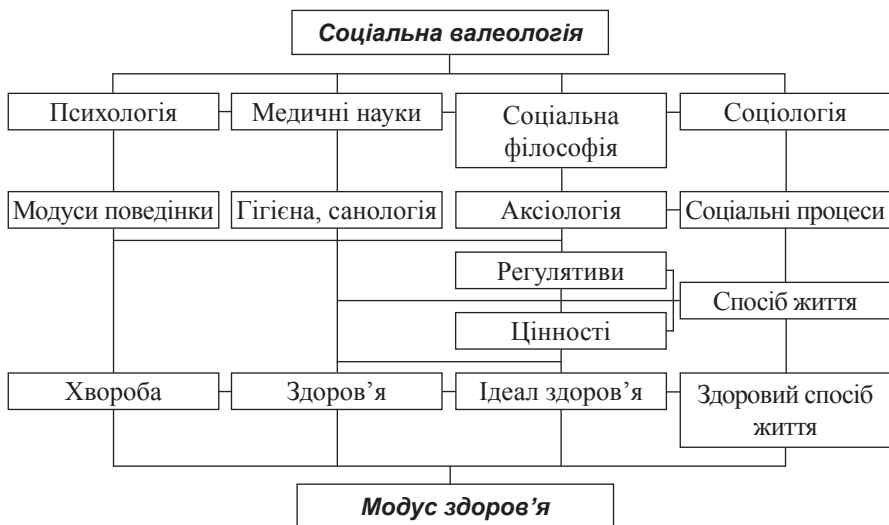 Соціальна валеологія
Психологія
Медичні науки
Соціальна
філософія
Соціологія
Модуси поведінки
Гігієна, санологія
Аксіологія
Соціальні процеси
Регулятиви
Спосіб життя
Цінності
Хвороба
Здоров’я
Ідеал здоров’я
Здоровий спосіб
життя
Модус здоров’я